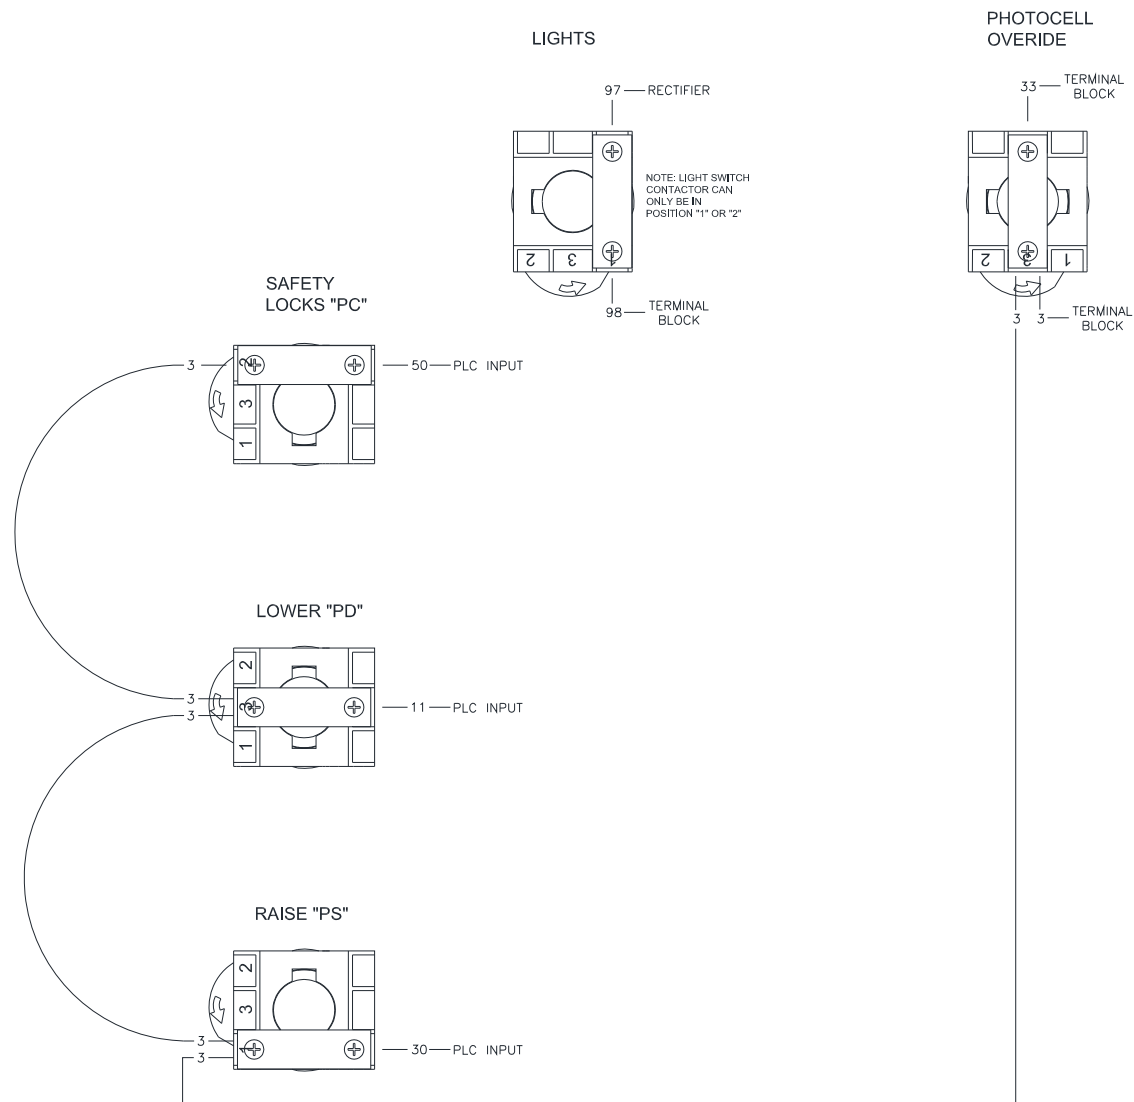 LIGHTS
PHOTOCELL
OVERIDE
97 RECTIFIER
33 TERMINAL
BLOCK
NOTE: LIGHT SWITCH
CONTACTOR CAN
ONLY BE IN
POSITION "1" OR "2"
2 3 1
2 3 1
98 TERMINAL
BLOCK
3 3 TERMINAL
BLOCK
SAFETY
LOCKS "PC"
3 2 50 PLC INPUT
3
1
LOWER "PD"
2
3 3 11 PLC INPUT
3
1
RAISE "PS"
2
3
3 1 30 PLC INPUT
3